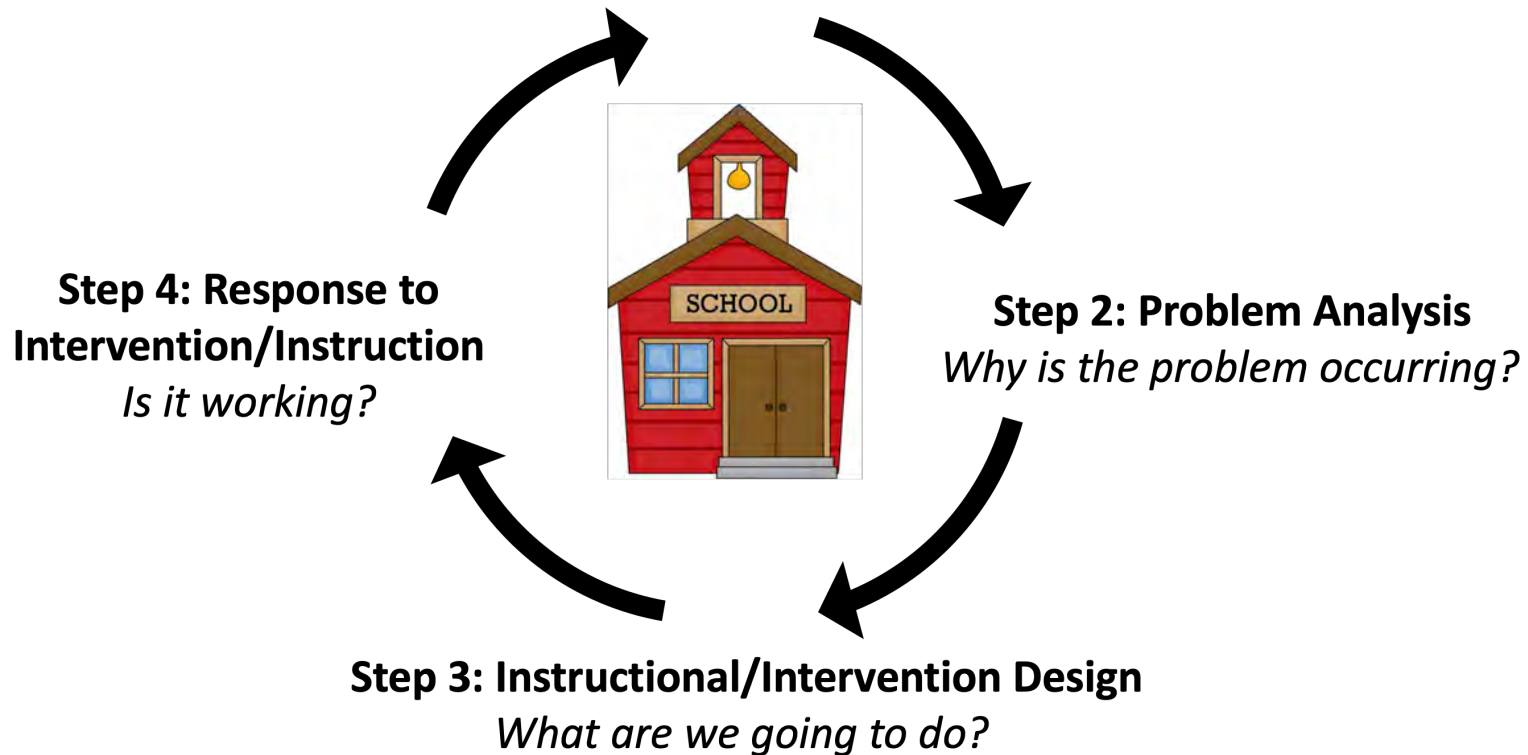 SCHOOL
Step 2: Problem Analysis
Why is the problem occurring?
Step 3: Instructional/Intervention Design
What are we going to do?
Step 4: Response to
Intervention/Instruction
Is it working?